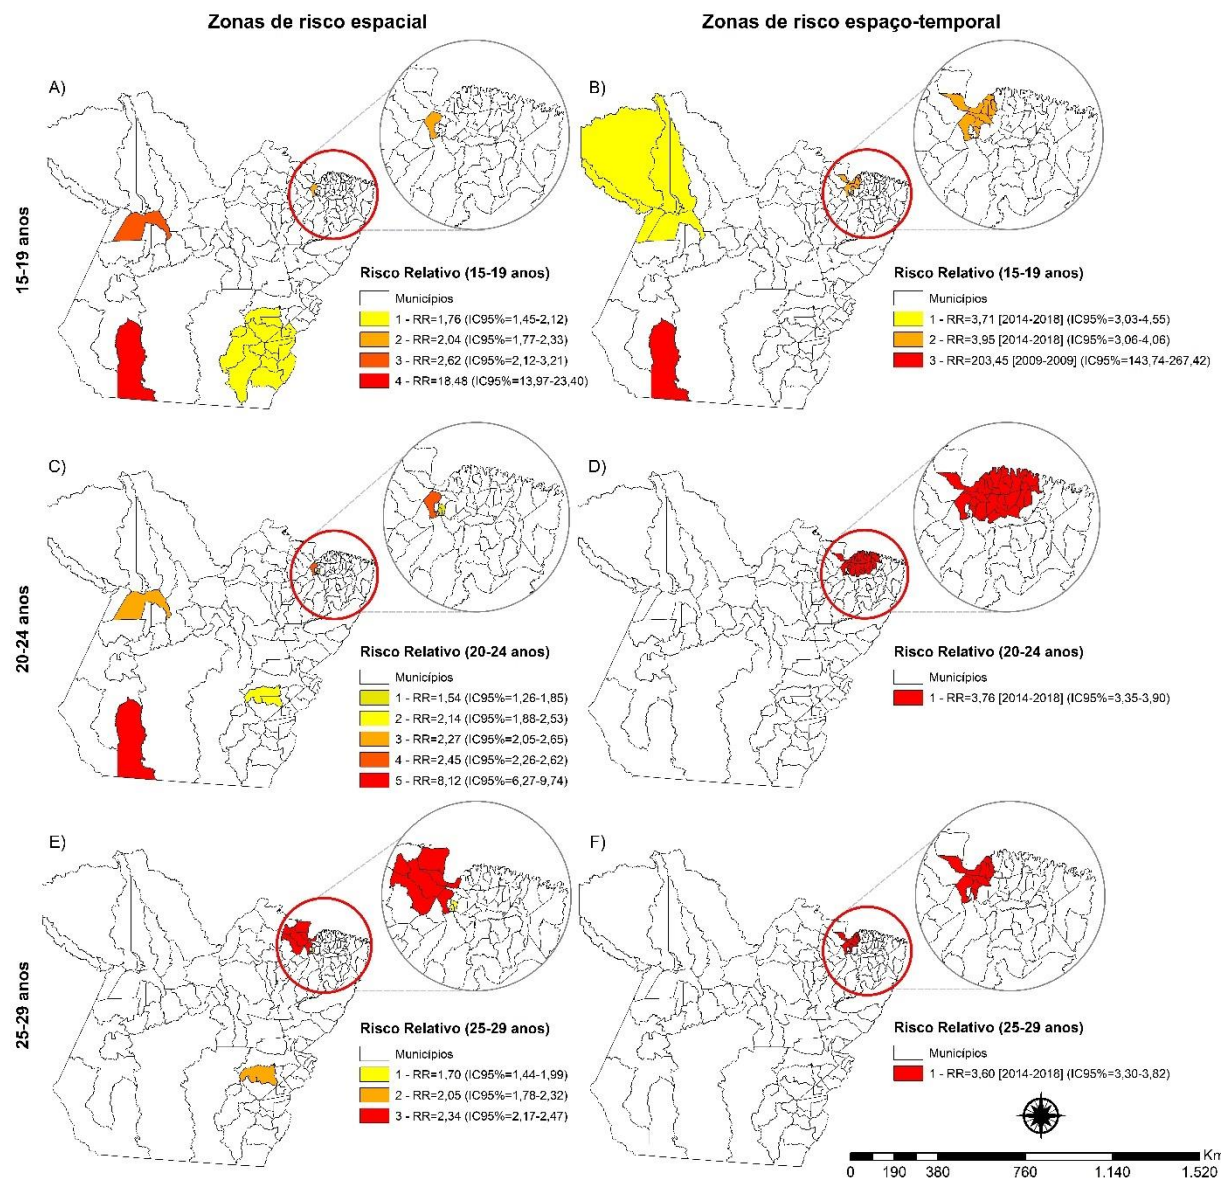 Zonas de risco espacial
Zonas de risco espaço-temporal
15-19 anos
A)
Risco Relativo (15-19 anos)
Municípios
1 - RR=1,76 (IC95%=1,45-2,12)
2 - RR=2,04 (IC95%=1,77-2,33)
3 - RR=2,62 (IC95%=2,12-3,21)
4 - RR=18,48 (IC95%=13,97-23,40)
B)
Risco Relativo (15-19 anos)
Municípios
1 - RR=3,71 [2014-2018] (IC95%=3,03-4,55)
2 - RR=3,95 [2014-2018] (IC95%=3,06-4,06)
3 - RR=203,45 [2009-2009] (IC95%=143,74-267,42)
20-24 anos
C)
Risco Relativo (20-24 anos)
Municípios
1 - RR=1,54 (IC95%=1,26-1,85)
2 - RR=2,14 (IC95%=1,88-2,53)
3 - RR=2,27 (IC95%=2,05-2,65)
4 - RR=2,45 (IC95%=2,26-2,62)
5 - RR=8,12 (IC95%=6,27-9,74)
D)
Risco Relativo (20-24 anos)
Municípios
1 - RR=3,76 [2014-2018] (IC95%=3,35-3,90)
25-29 anos
E)
Risco Relativo (25-29 anos)
Municípios
1 - RR=1,70 (IC95%=1,44-1,99)
2 - RR=2,05 (IC95%=1,78-2,32)
3 - RR=2,34 (IC95%=2,17-2,47)
F)
Risco Relativo (25-29 anos)
Municípios
1 - RR=3,60 [2014-2018] (IC95%=3,30-3,82)
Km
0 190 380 760 1.140 1.520